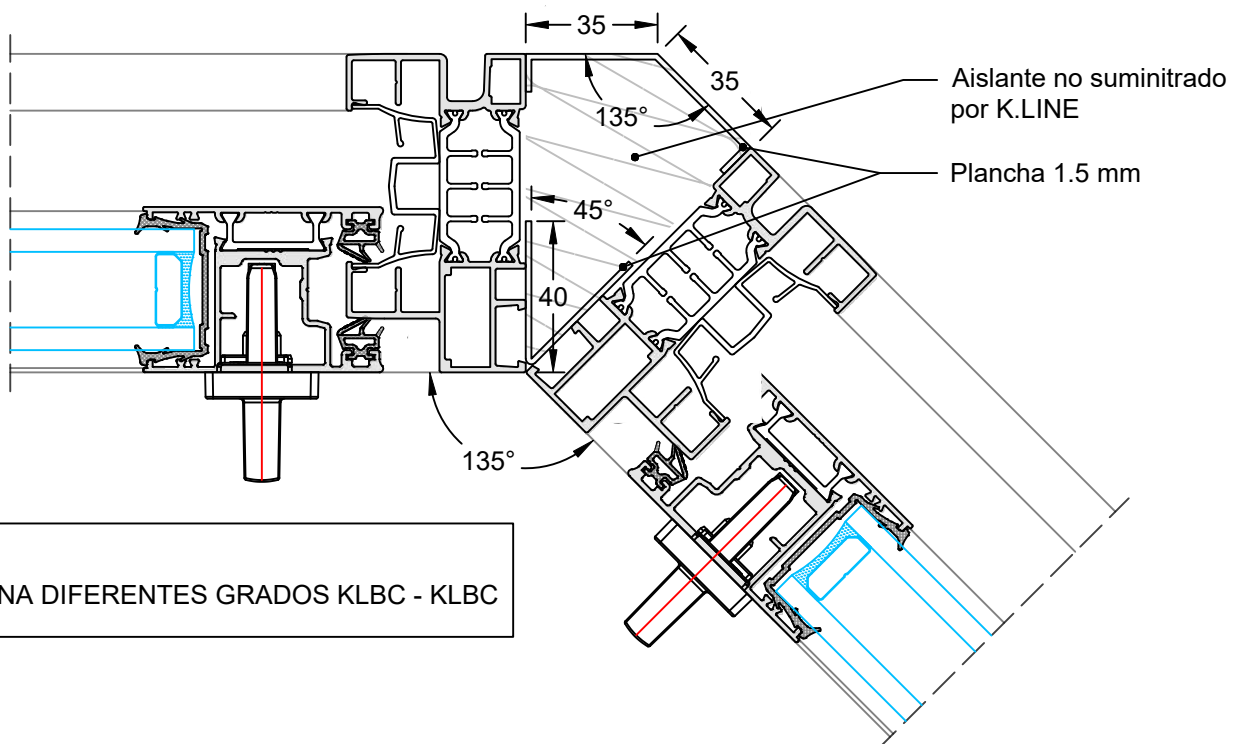 35
35
Aislante no suminitrado
por K.LINE
135°
Plancha 1.5 mm
45°
40
135°
DIFERENTES GRADOS KLBC - KLBC